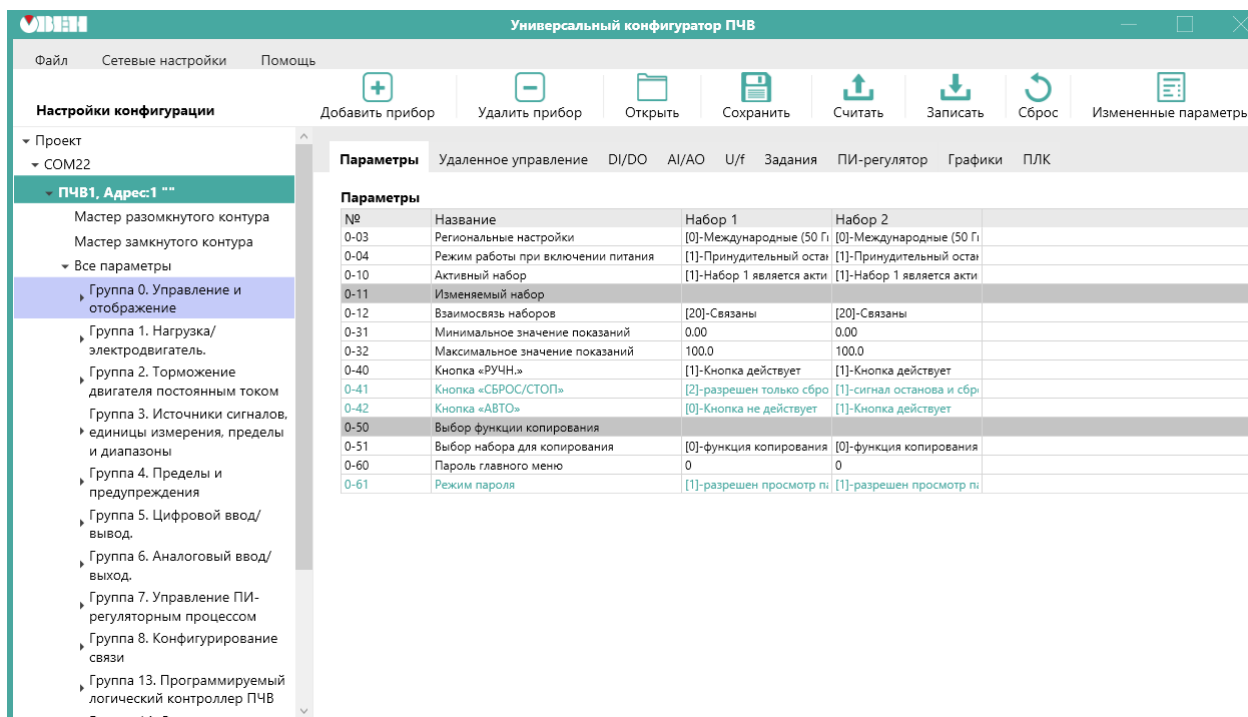 ОВЕН
Универсальный конфигуратор ПЧВ
Файл Сетевые настройки Помощь
Настройки конфигурации
Добавить прибор Удалить прибор Открыть Сохранить Считать Записать Сброс Измененные параметры
Проект
COM22
ПЧВ1, Адрес:1 ""
Мастер разомкнутого контура
Мастер замкнутого контура
Все параметры
Группа 0. Управление и
отображение
Группа 1. Нагрузка/
электродвигатель.
Группа 2. Торможение
двигателя постоянным током
Группа 3. Источники сигналов,
единицы измерения, пределы
и диапазоны
Группа 4. Пределы и
предупреждения
Группа 5. Цифровой ввод/
вывод.
Группа 6. Аналоговый ввод/
выход.
Группа 7. Управление ПИ-
регуляторным процессом
Группа 8. Конфигурирование
связи
Группа 13. Программируемый
логический контроллер ПЧВ
Параметры Удаленное управление DI/DO AI/AO U/f Задания ПИ-регулятор Графики ПЛК
Параметры
№ Название Набор 1 Набор 2
0-03 Региональные настройки [0]-Международные (50 Г [0]-Международные (50 Г
0-04 Режим работы при включении питания [1]-Принудительный оста [1]-Принудительный оста
0-10 Активный набор [1]-Набор 1 является акти [1]-Набор 1 является акти
0-11 Изменяемый набор
0-12 Взаимосвязь наборов [20]-Связаны [20]-Связаны
0-31 Минимальное значение показаний 0.00 0.00
0-32 Максимальное значение показаний 100.0 100.0
0-40 Кнопка «РУЧН.» [1]-Кнопка действует [1]-Кнопка действует
0-41 Кнопка «СБРОС/СТОП» [2]-разрешен только сбро [1]-сигнал останова и сбр
0-42 Кнопка «АВТО» [0]-Кнопка не действует [1]-Кнопка действует
0-50 Выбор функции копирования
0-51 Выбор набора для копирования [0]-функция копирования [0]-функция копирования
0-60 Пароль главного меню 0 0
0-61 Режим пароля [1]-разрешен просмотр п [1]-разрешен просмотр п